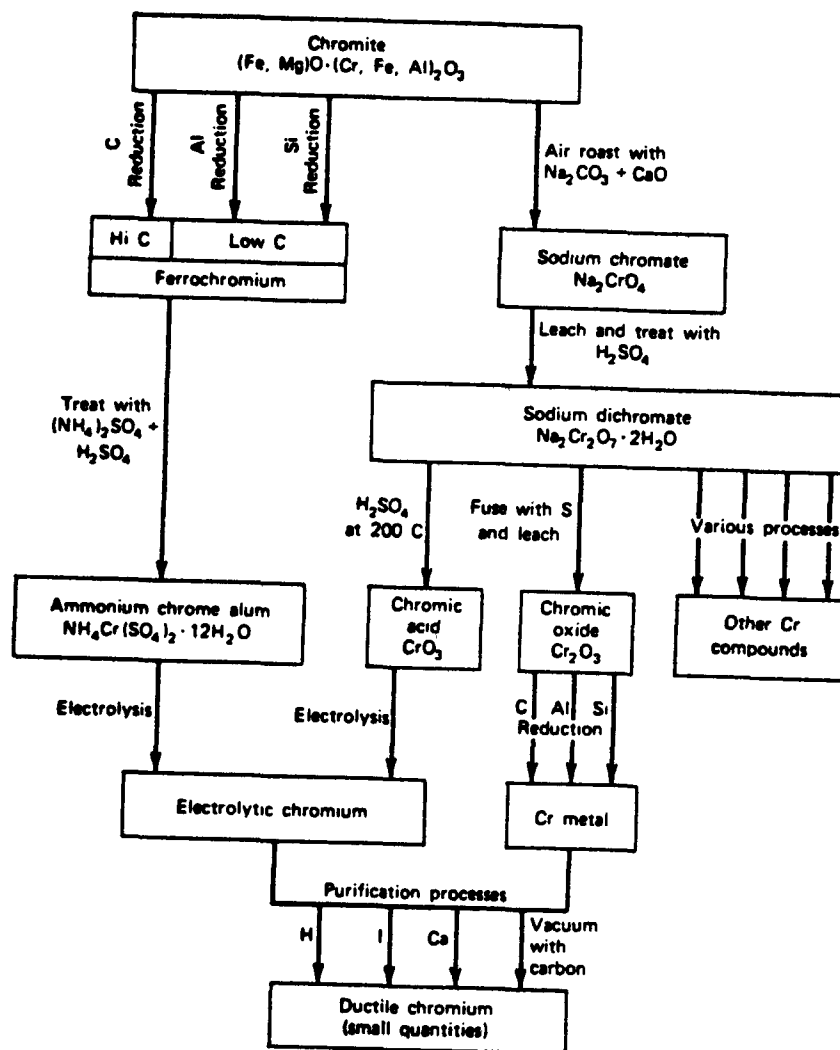 Chromite
(Fe, Mg)O·(Cr, Fe, Al)₂O₃
C
Reduction
Al
Reduction
Si
Reduction
Air roast with
Na₂CO₃ + CaO
Hi C
Low C
Ferrochromium
Sodium chromate
Na₂CrO₄
Leach and treat with
H₂SO₄
Treat with
(NH₄)₂SO₄ +
H₂SO₄
Sodium dichromate
Na₂Cr₂O₇·2H₂O
H₂SO₄
at 200 C
Fuse with S
and leach
Various processes
Ammonium chrome alum
NH₄Cr(SO₄)₂·12H₂O
Chromic
acid
CrO₃
Chromic
oxide
Cr₂O₃
Other Cr
compounds
Electrolysis
Electrolysis
C Al Si
Reduction
Electrolytic chromium
Cr metal
Purification processes
H
I
Ca
Vacuum
with
carbon
Ductile chromium
(small quantities)